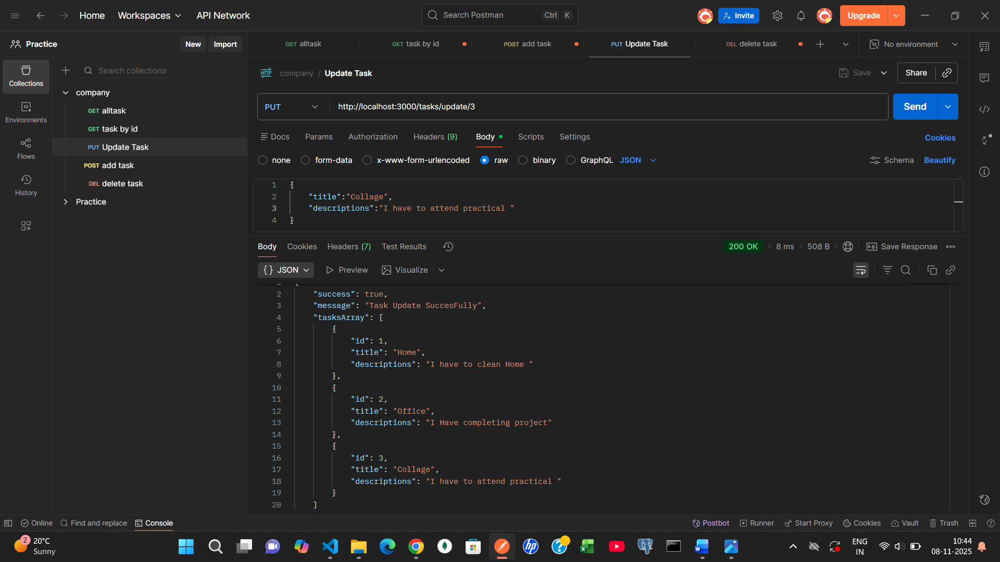 Home Workspaces API Network Search Postman Ctrl K Invite Upgrade
Practice New Import GET alltask GET task by id POST add task PUT Update Task DEL delete task No environment
Collections
Environments
Flows
History
Search collections
company
GET alltask
GET task by id
PUT Update Task
POST add task
DEL delete task
Practice
HTTP company / Update Task Save Share
PUT http://localhost:3000/tasks/update/3 Send
Docs Params Authorization Headers (9) Body Scripts Settings Cookies
none form-data x-www-form-urlencoded raw binary GraphQL JSON Schema Beautify
1 {
2 "title":"Collage",
3 "descriptions":"I have to attend practical "
4 }
Body Cookies Headers (7) Test Results 200 OK 8 ms 508 B e.g. Save Response
{} JSON Preview Visualize
2 "success": true,
3 "message": "Task Update SuccesFully",
4 "tasksArray": [
5 {
6 "id": 1,
7 "title": "Home",
8 "descriptions": "I have to clean Home "
9 },
10 {
11 "id": 2,
12 "title": "Office",
13 "descriptions": "I Have completing project"
14 },
15 {
16 "id": 3,
17 "title": "Collage",
18 "descriptions": "I have to attend practical "
19 }
20 ]
Online Find and replace Console Postbot Runner Start Proxy Cookies Vault Trash
2 20°C
Sunny
ENG
IN
10:44
08-11-2025